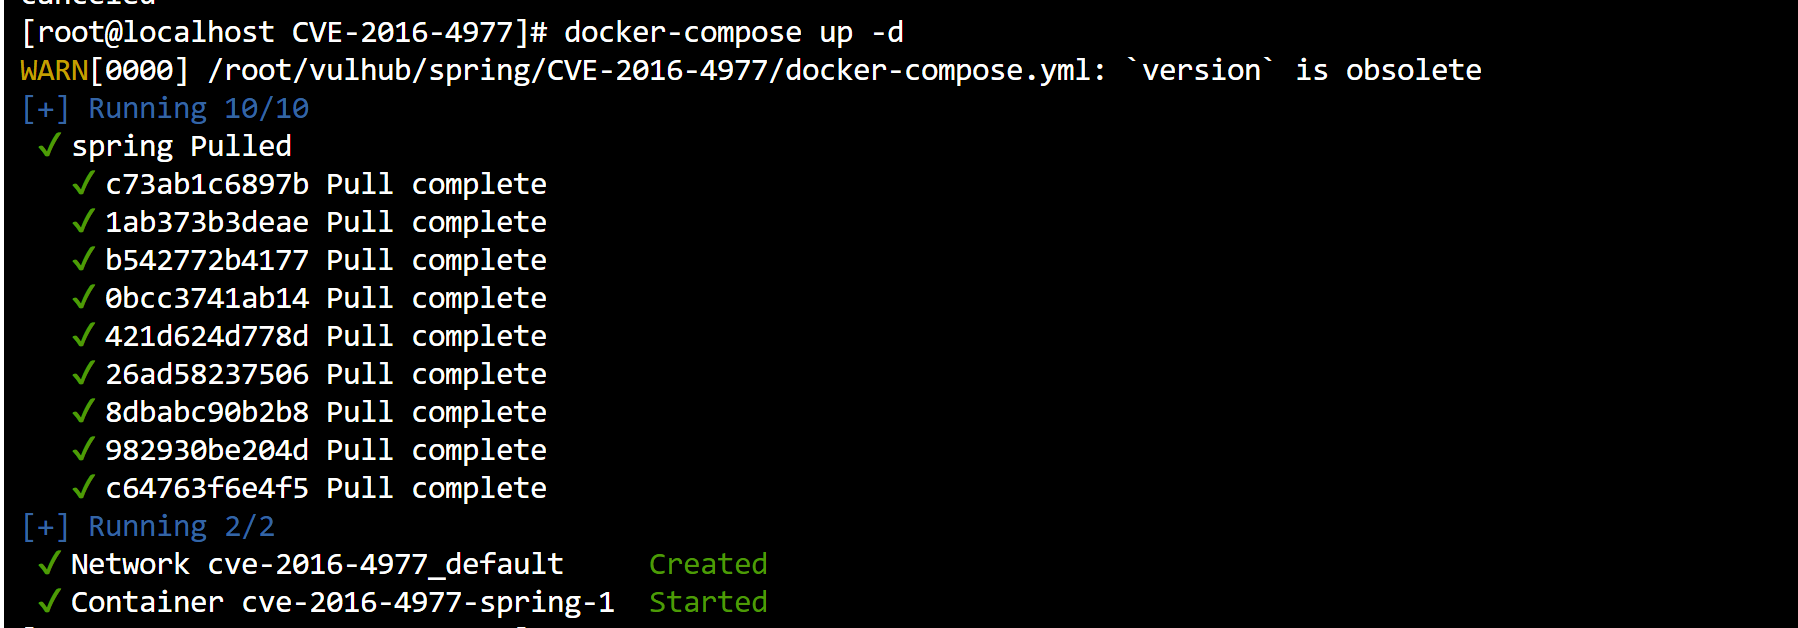 canceled
[root@localhost CVE-2016-4977]# docker-compose up -d
WARN[0000] /root/vulhub/spring/CVE-2016-4977/docker-compose.yml: `version` is obsolete
[+] Running 10/10
✓ spring Pulled
✓ c73ab1c6897b Pull complete
✓ 1ab373b3deae Pull complete
✓ b542772b4177 Pull complete
✓ 0bcc3741ab14 Pull complete
✓ 421d624d778d Pull complete
✓ 26ad58237506 Pull complete
✓ 8dbabc90b2b8 Pull complete
✓ 982930be204d Pull complete
✓ c64763f6e4f5 Pull complete
[+] Running 2/2
✓ Network cve-2016-4977_default Created
✓ Container cve-2016-4977-spring-1 Started